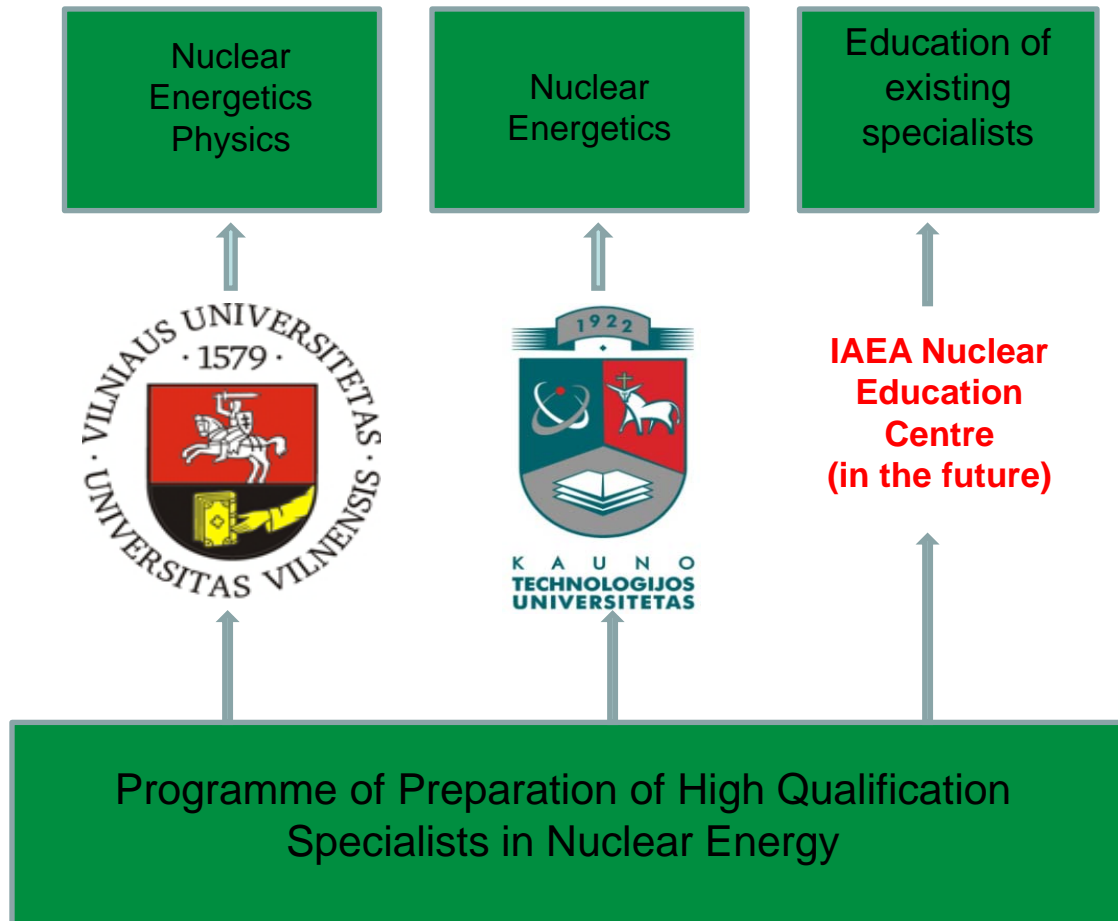 Nuclear
Energetics
Physics
Nuclear
Energetics
Education of
existing
specialists
· VILNIAUS UNIVERSITETAS ·
UNIVERSITAS VILNENSIS
· 1579 ·
1922
KAUNO
TECHNOLOGIJOS
UNIVERSITETAS
IAEA Nuclear
Education
Centre
(in the future)
Programme of Preparation of High Qualification
Specialists in Nuclear Energy